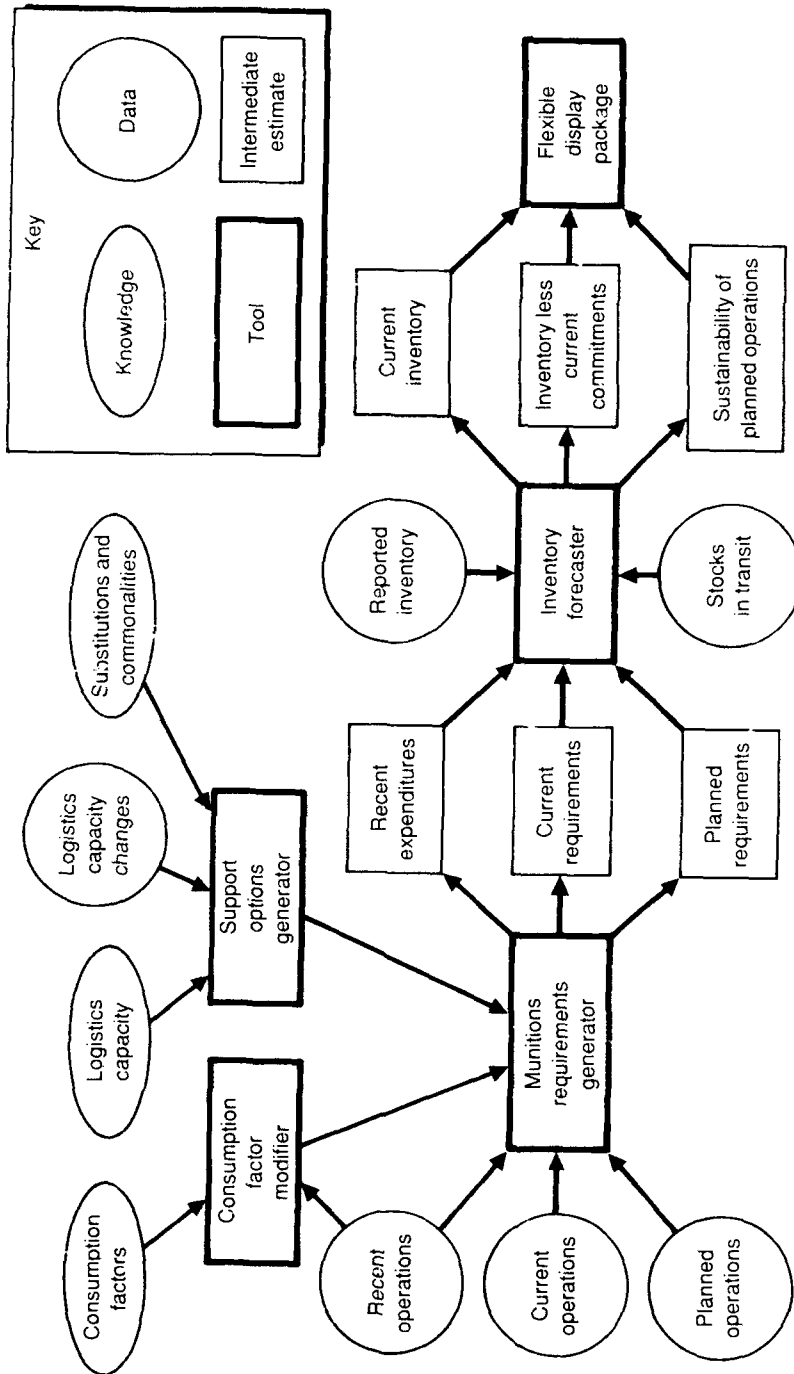 Key
Knowledge
Data
Tool
Intermediate
estimate
Consumption
factors
Logistics
capacity
Logistics
capacity
changes
Substitutions and
commonalities
Consumption
factor
modifier
Support
options
generator
Recent
operations
Current
operations
Planned
operations
Munitions
requirements
generator
Recent
expenditures
Current
requirements
Planned
requirements
Reported
inventory
Inventory
forecaster
Stocks
in transit
Current
inventory
Inventory less
current
commitments
Sustainability of
planned operations
Flexible
display
package